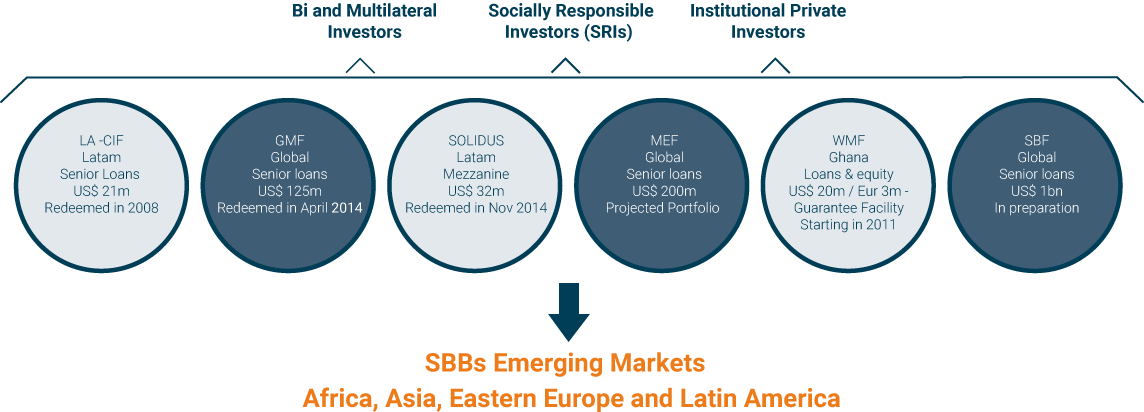 Bi and Multilateral
Investors
Socially Responsible
Investors (SRIs)
Institutional Private
Investors
LA -CIF
Latam
Senior Loans
US$ 21m
Redeemed in 2008
GMF
Global
Senior loans
US$ 125m
Redeemed in April 2014
SOLIDUS
Latam
Mezzanine
US$ 32m
Redeemed in Nov 2014
MEF
Global
Senior loans
US$ 200m
Projected Portfolio
WMF
Ghana
Loans & equity
US$ 20m / Eur 3m -
Guarantee Facility
Starting in 2011
SBF
Global
Senior loans
US$ 1bn
In preparation
SBBs Emerging Markets
Africa, Asia, Eastern Europe and Latin America